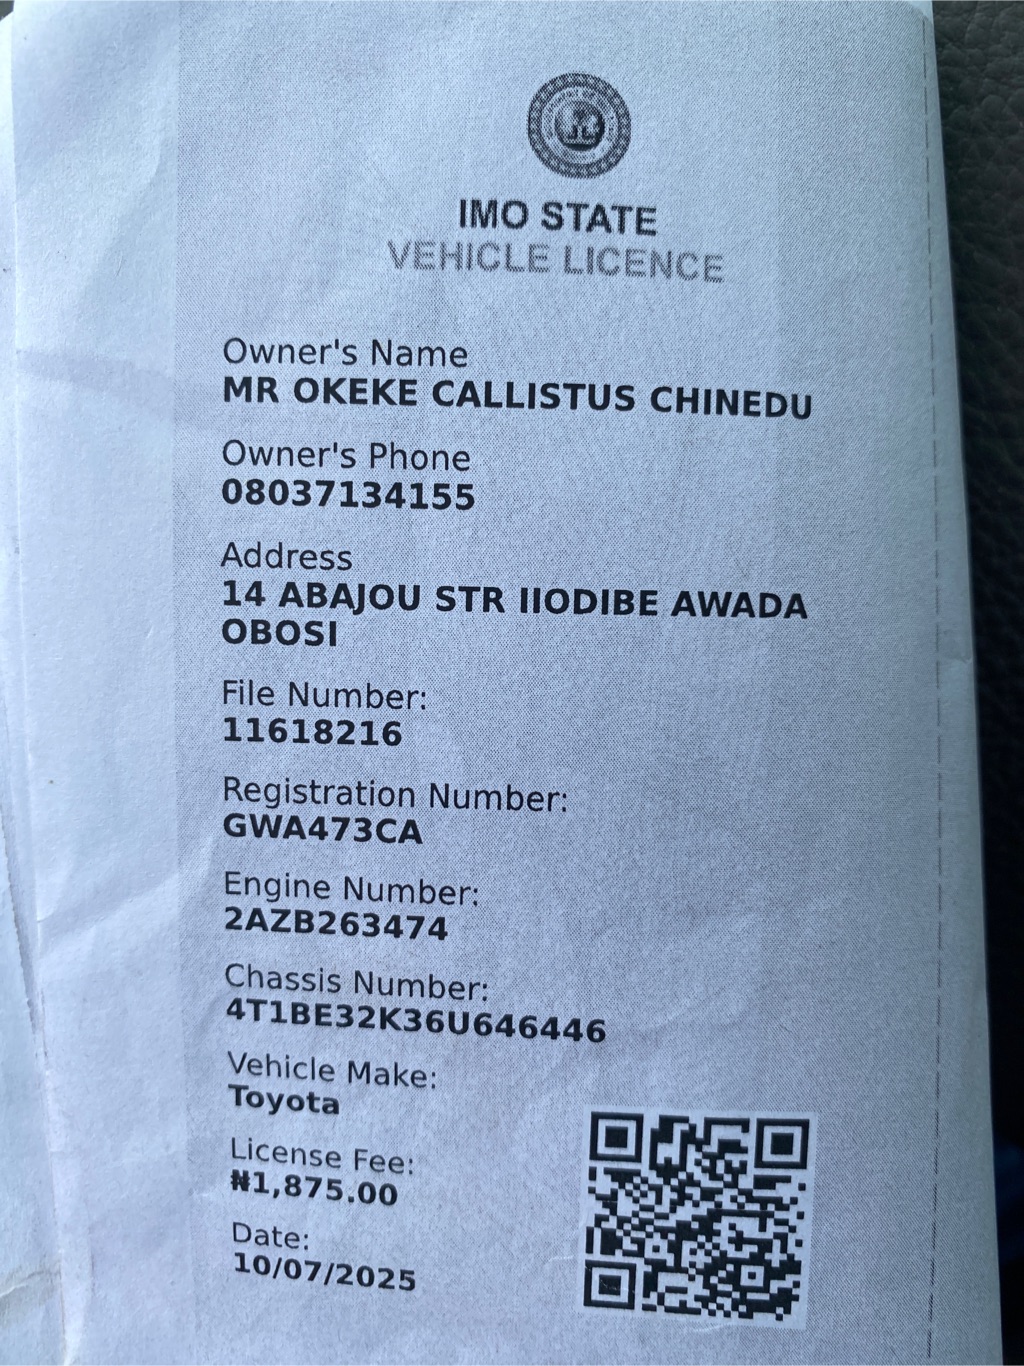 IMO STATE
VEHICLE LICENCE
Owner's Name
MR OKEKE CALLISTUS CHINEDU
Owner's Phone
08037134155
Address
14 ABAJOU STR IIODIBE AWADA
OBOSI
File Number:
11618216
Registration Number:
GWA473CA
Engine Number:
2AZB263474
Chassis Number:
4T1BE32K36U646446
Vehicle Make:
Toyota
License Fee:
₦1,875.00
Date:
10/07/2025